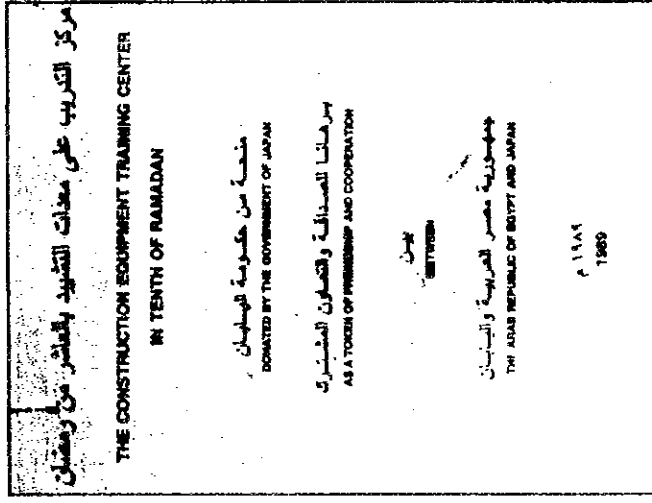 مركز التدريب على معدات التشييد بالعاشر من رمضان
THE CONSTRUCTION EQUIPMENT TRAINING CENTER
IN TENTH OF RAMADAN
منحة من حكومة اليابان
DONATED BY THE GOVERNMENT OF JAPAN
برهانا للصداقة والتعاون المشترك
AS A TOKEN OF FRIENDSHIP AND COOPERATION
بين
BETWEEN
جمهورية مصر العربية واليابان
THE ARAB REPUBLIC OF EGYPT AND JAPAN
١٩٨٩ م
1989